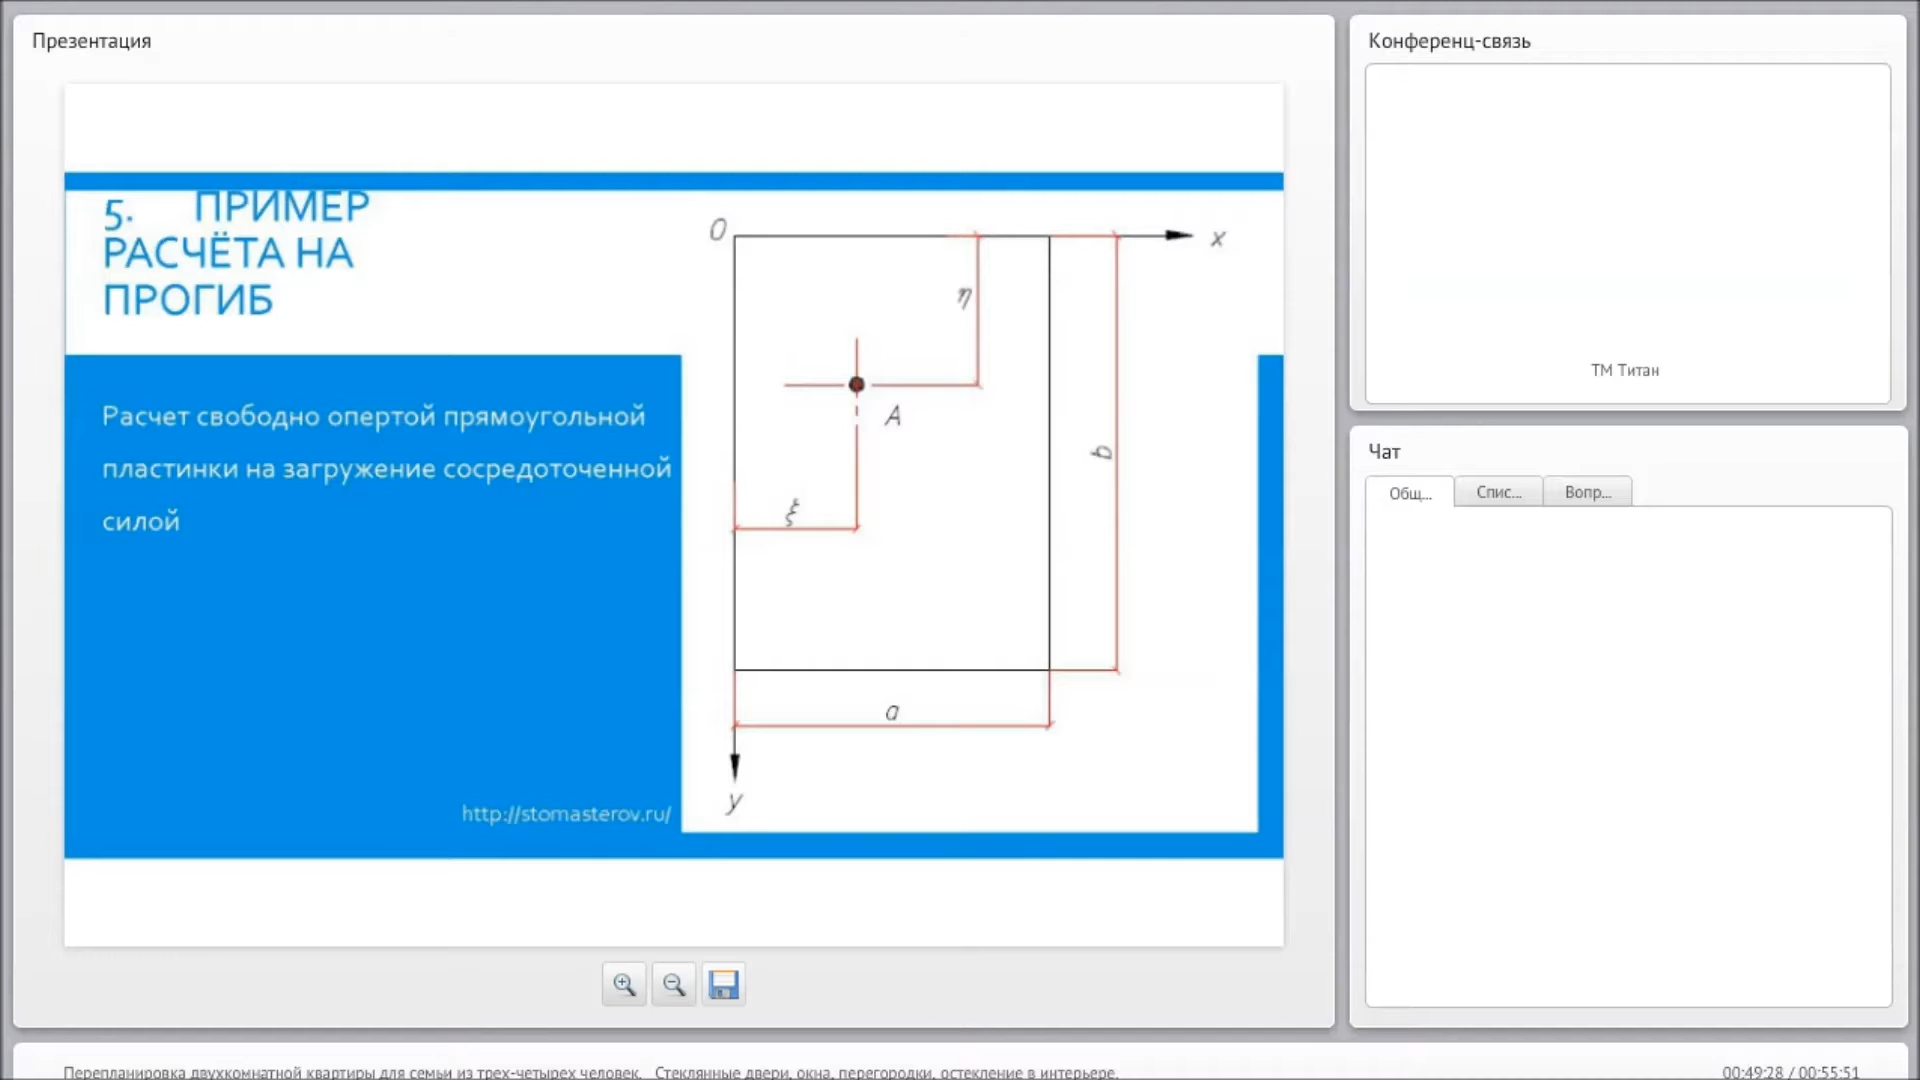 Презентация
5. ПРИМЕР
РАСЧЁТА НА
ПРОГИБ
Расчет свободно опертой прямоугольной
пластинки на загружение сосредоточенной
силой
http://stomasterov.ru/
0
x
η
A
b
ξ
a
y
Конференц-связь
ТМ Титан
Чат
Общ...
Спис...
Вопр...
Перепланировка двухкомнатной квартиры для семьи из трех-четырех человек. Стеклянные двери, окна, перегородки, остекление в интерьере.
00:49:28 / 00:55:51